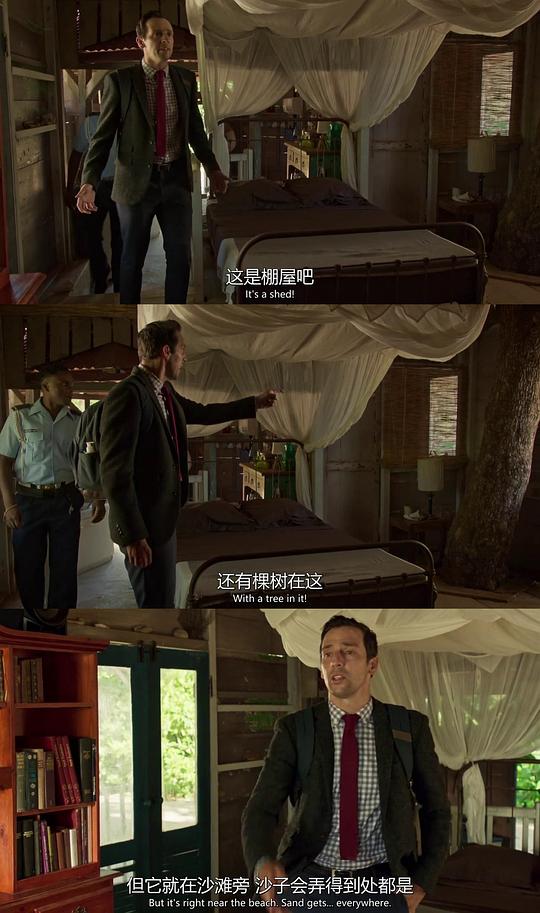 这是棚屋吧
It's a shed!
还有棵树在这
With a tree in it!
但它就在沙滩旁 沙子会弄得到处都是
But it's right near the beach. Sand gets... everywhere.